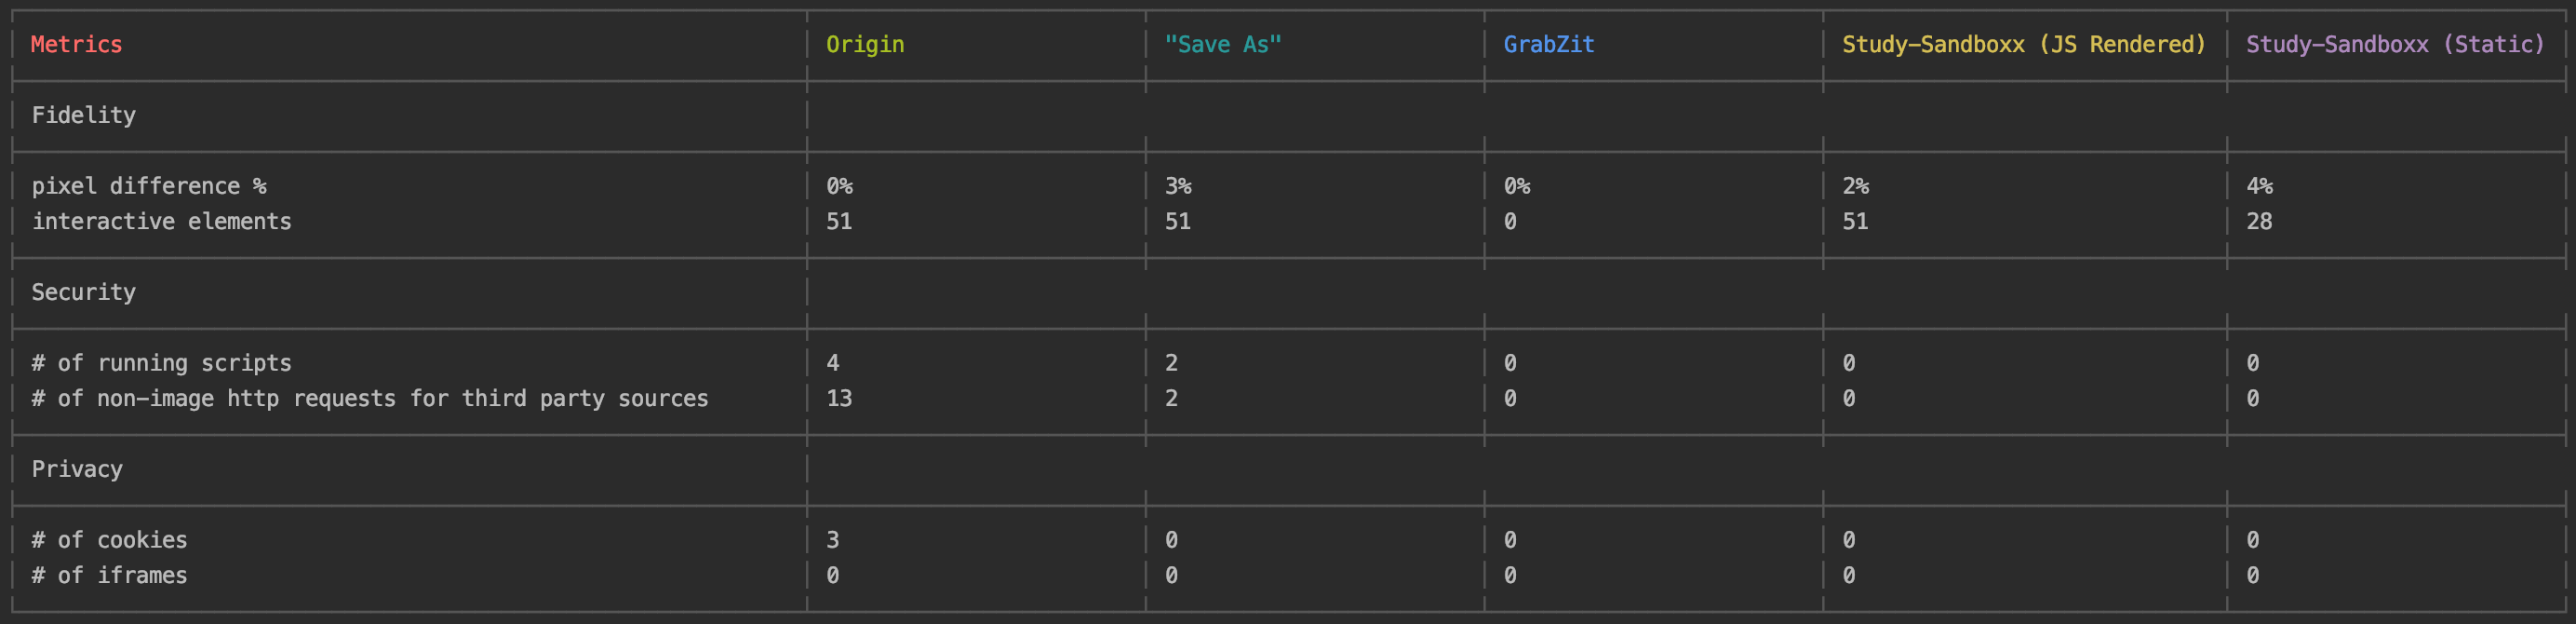 Metrics Origin "Save As" GrabZit Study-Sandboxx (JS Rendered) Study-Sandboxx (Static)
Fidelity
pixel difference % 0% 3% 0% 2% 4%
interactive elements 51 51 0 51 28
Security
# of running scripts 4 2 0 0 0
# of non-image http requests for third party sources 13 2 0 0 0
Privacy
# of cookies 3 0 0 0 0
# of iframes 0 0 0 0 0